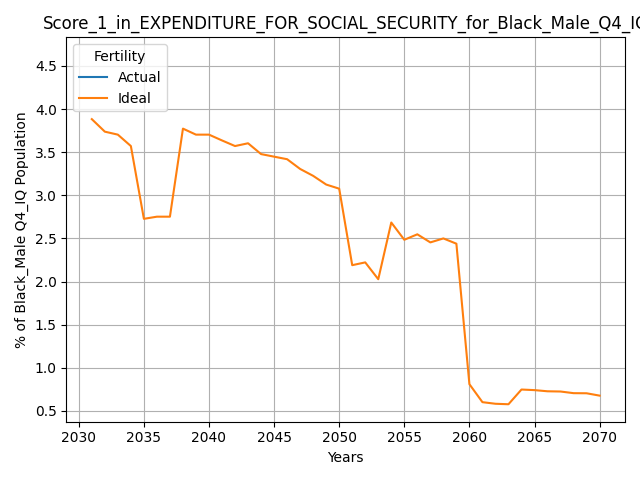 Score_1_in_EXPENDITURE_FOR_SOCIAL_SECURITY_for_Black_Male_Q4_IQ
Fertility
Actual
Ideal
% of Black_Male Q4_IQ Population
4.5
4.0
3.5
3.0
2.5
2.0
1.5
1.0
0.5
2030 2035 2040 2045 2050 2055 2060 2065 2070
Years